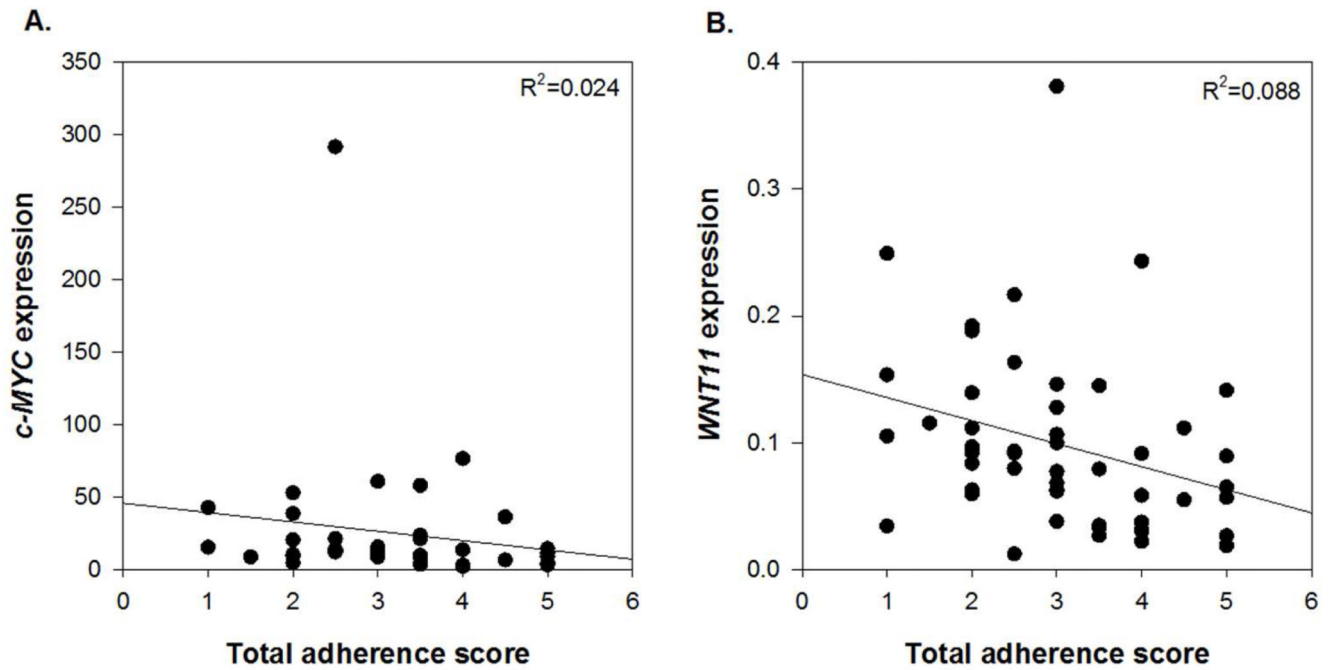 A.
R²=0.024
350
300
250
200
150
100
50
0
c-MYC expression
0 1 2 3 4 5 6
Total adherence score
B.
R²=0.088
0.4
0.3
0.2
0.1
0.0
WNT11 expression
0 1 2 3 4 5 6
Total adherence score